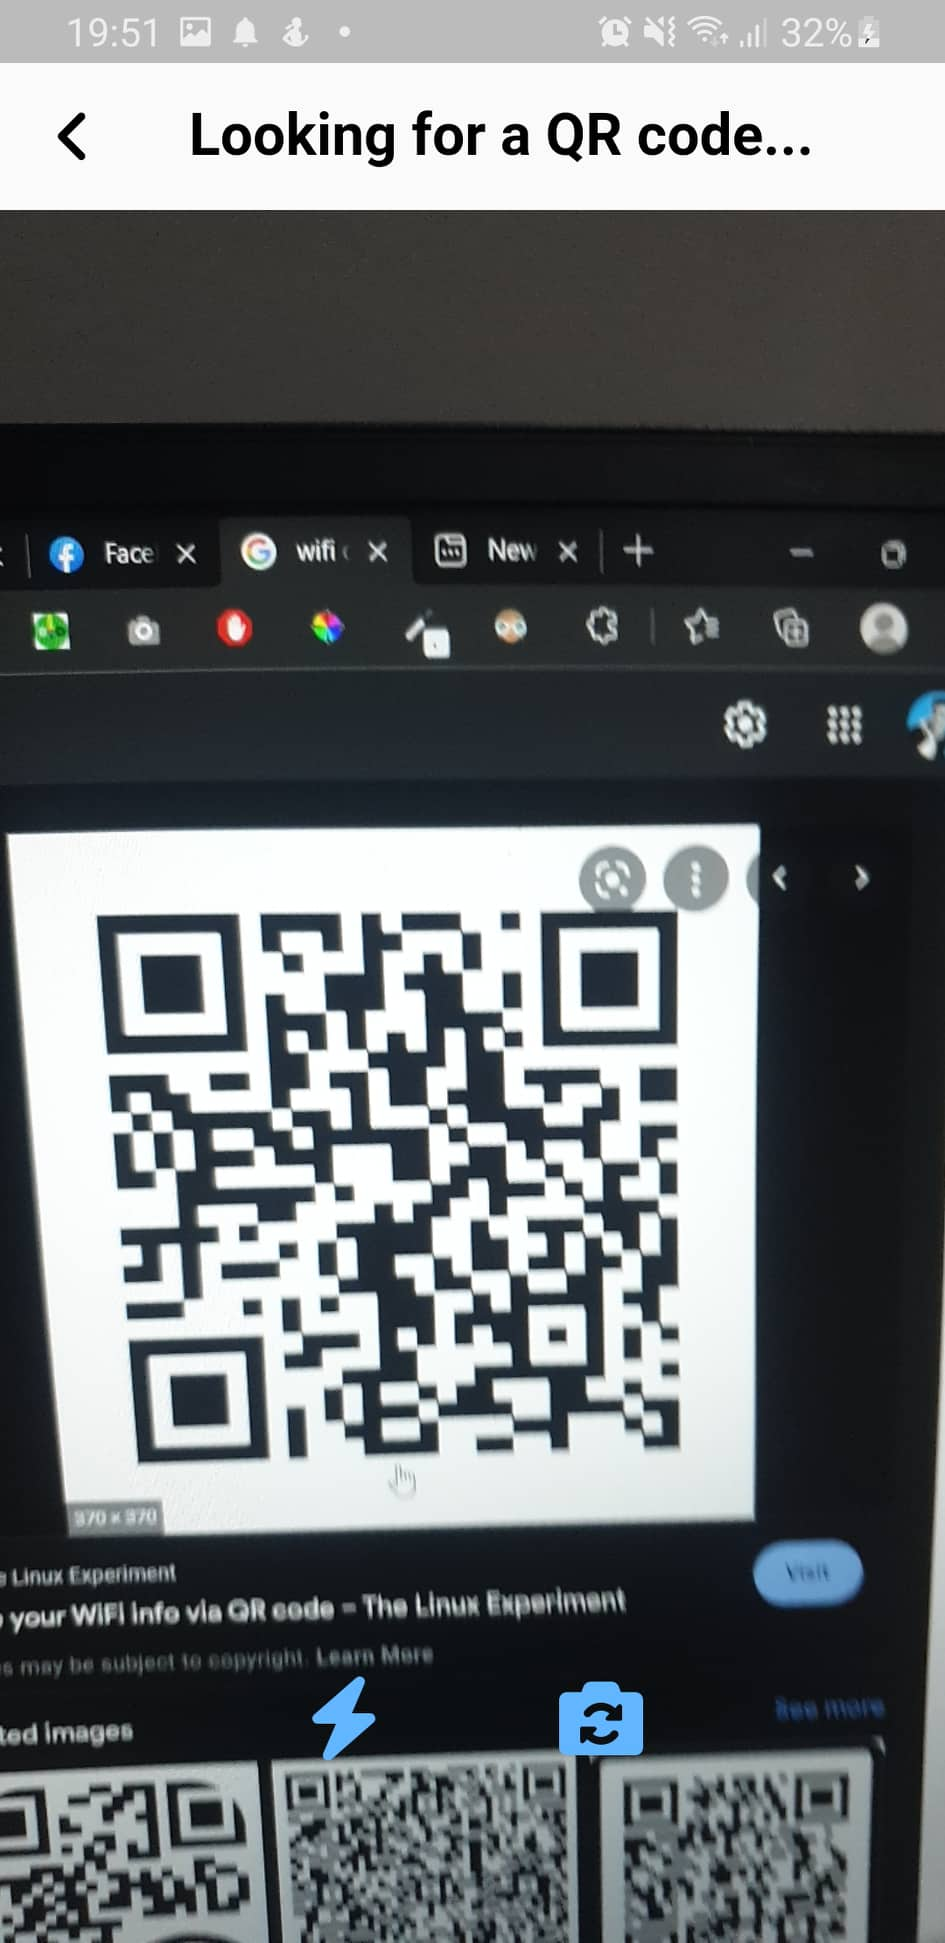 19:51
32%
Looking for a QR code...
Face
wifi
New
370 × 370
Linux Experiment
your WiFi info via QR code - The Linux Experiment
may be subject to copyright. Learn More
Visit
See more
ted images